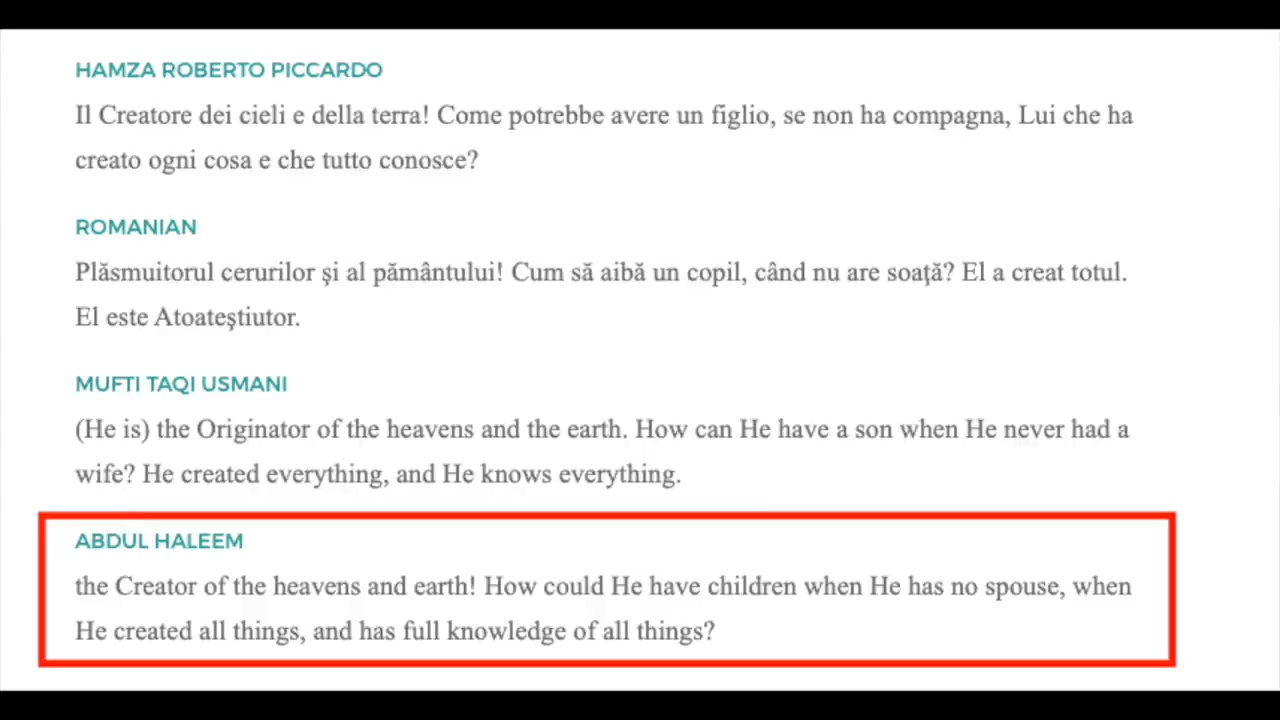 HAMZA ROBERTO PICCARDO
Il Creatore dei cieli e della terra! Come potrebbe avere un figlio, se non ha compagna, Lui che ha
creato ogni cosa e che tutto conosce?
ROMANIAN
Plăsmuitorul cerurilor şi al pământului! Cum să aibă un copil, când nu are soaţă? El a creat totul.
El este Atoateştiutor.
MUFTI TAQI USMANI
(He is) the Originator of the heavens and the earth. How can He have a son when He never had a
wife? He created everything, and He knows everything.
ABDUL HALEEM
the Creator of the heavens and earth! How could He have children when He has no spouse, when
He created all things, and has full knowledge of all things?